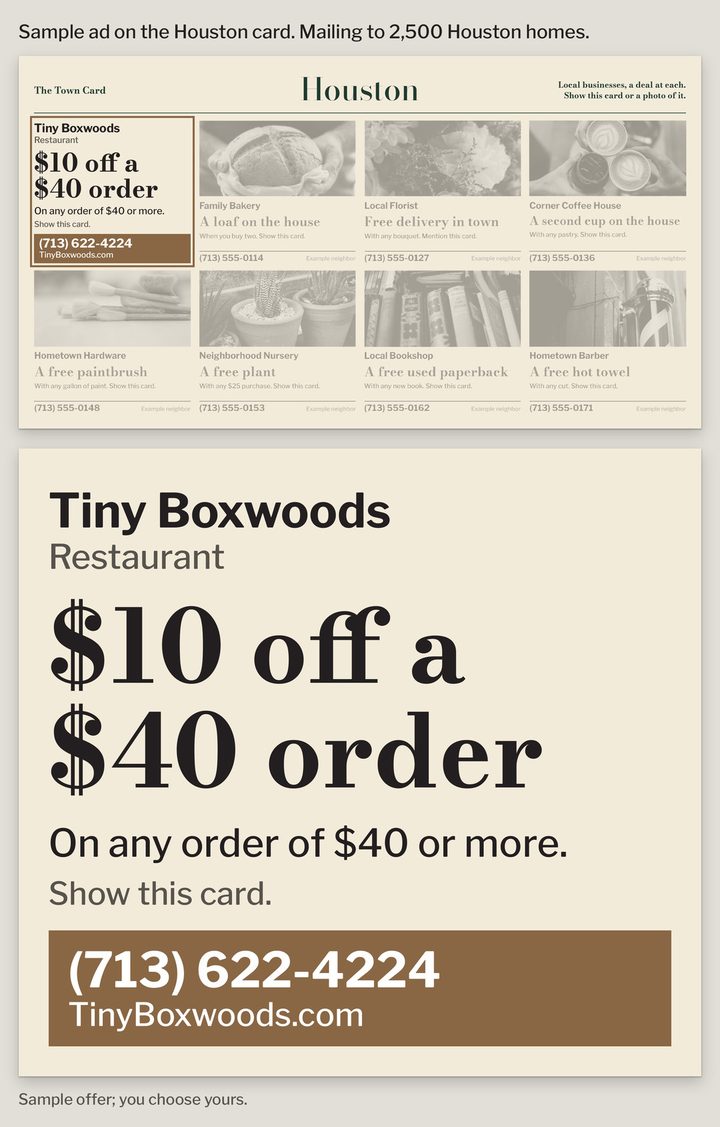 Sample ad on the Houston card. Mailing to 2,500 Houston homes.
The Town Card
Houston
Local businesses, a deal at each.
Show this card or a photo of it.
Tiny Boxwoods
Restaurant
$10 off a
$40 order
On any order of $40 or more.
Show this card.
(713) 622-4224
TinyBoxwoods.com
Family Bakery
A loaf on the house
When you buy two. Show this card.
(713) 555-0114
Example neighbor
Local Florist
Free delivery in town
With any bouquet. Mention this card.
(713) 555-0127
Example neighbor
Corner Coffee House
A second cup on the house
With any pastry. Show this card.
(713) 555-0136
Example neighbor
Hometown Hardware
A free paintbrush
With any gallon of paint. Show this card.
(713) 555-0148
Example neighbor
Neighborhood Nursery
A free plant
With any $25 purchase. Show this card.
(713) 555-0153
Example neighbor
Local Bookshop
A free used paperback
With any new book. Show this card.
(713) 555-0162
Example neighbor
Hometown Barber
A free hot towel
With any cut. Show this card.
(713) 555-0171
Example neighbor
Tiny Boxwoods
Restaurant
$10 off a
$40 order
On any order of $40 or more.
Show this card.
(713) 622-4224
TinyBoxwoods.com
Sample offer; you choose yours.